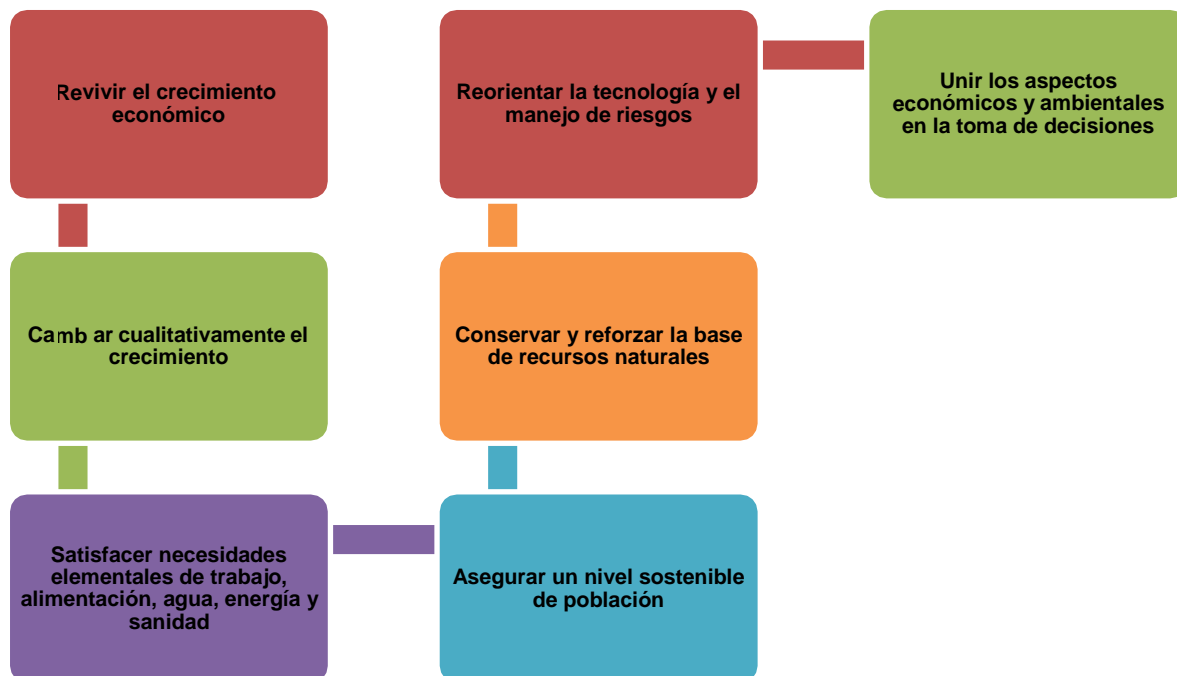 Revivir el crecimiento
económico
Camb ar cualitativamente el
crecimiento
Satisfacer necesidades
elementales de trabajo,
alimentación, agua, energía y
sanidad
Asegurar un nivel sostenible
de población
Conservar y reforzar la base
de recursos naturales
Reorientar la tecnología y el
manejo de riesgos
Unir los aspectos
económicos y ambientales
en la toma de decisiones